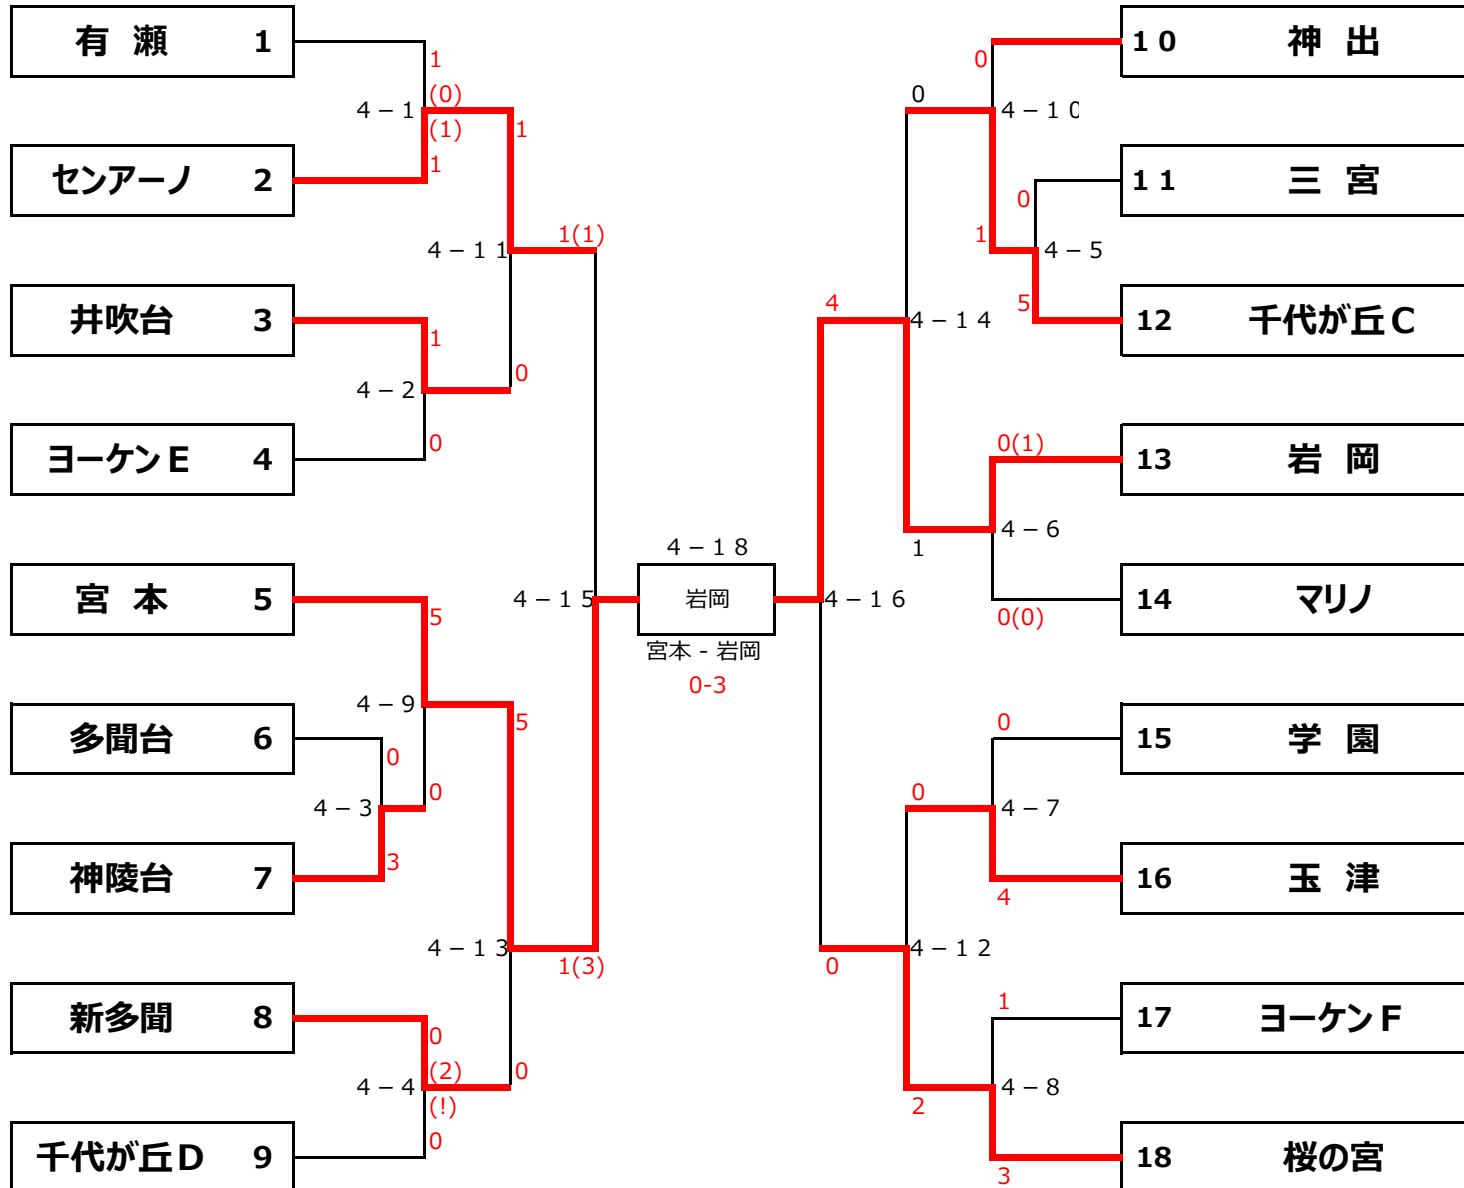 有 瀬 1
1
4－1
(0)
(1)
1
センアーノ 2
1
4－11
1(1)
井吹台 3
1
4－2
0
0
ヨーケンE 4
宮 本 5
5
4－15
4－9
5
多聞台 6
0
4－3
0
神陵台 7
3
4－13
1(3)
新多聞 8
0
4－4
(2)
(!)
0
0
千代が丘D 9
4－18
岩岡
宮本 - 岩岡
0-3
10 神 出
0
0
4－10
11 三 宮
0
1
4－5
5
12 千代が丘C
4
4－14
0(1)
13 岩 岡
1
4－6
4－16
0(0)
14 マリノ
0
15 学 園
0
4－7
4
16 玉 津
4－12
0
1
17 ヨーケンF
4－8
2
3
18 桜の宮